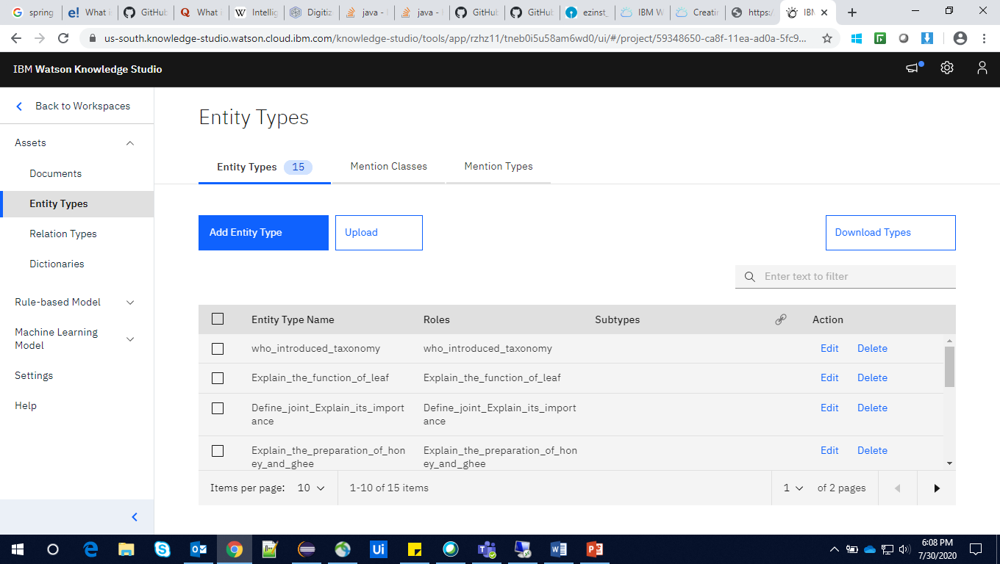 spring
What i
GitHub
What i
Intellig
Digitiz
java -
java -
GitHub
GitHub
ezinst_
IBM W
Creatin
https:/
IBM
us-south.knowledge-studio.watson.cloud.ibm.com/knowledge-studio/tools/app/rzhz11/tneb0i5u58am6wd0/ui/#/project/59348650-ca8f-11ea-ad0a-5fc9...
IBM Watson Knowledge Studio
Back to Workspaces
Assets
Documents
Entity Types
Relation Types
Dictionaries
Rule-based Model
Machine Learning
Model
Settings
Help
Entity Types
Entity Types 15
Mention Classes
Mention Types
Add Entity Type
Upload
Download Types
Enter text to filter
Entity Type Name Roles Subtypes Action
who_introduced_taxonomy who_introduced_taxonomy Edit Delete
Explain_the_function_of_leaf Explain_the_function_of_leaf Edit Delete
Define_joint_Explain_its_import Define_joint_Explain_its_import Edit Delete
ance ance
Explain_the_preparation_of_hon Explain_the_preparation_of_hon Edit Delete
ey_and_ghee ey_and_ghee
Items per page: 10 1-10 of 15 items 1 of 2 pages
Ui
6:08 PM
7/30/2020